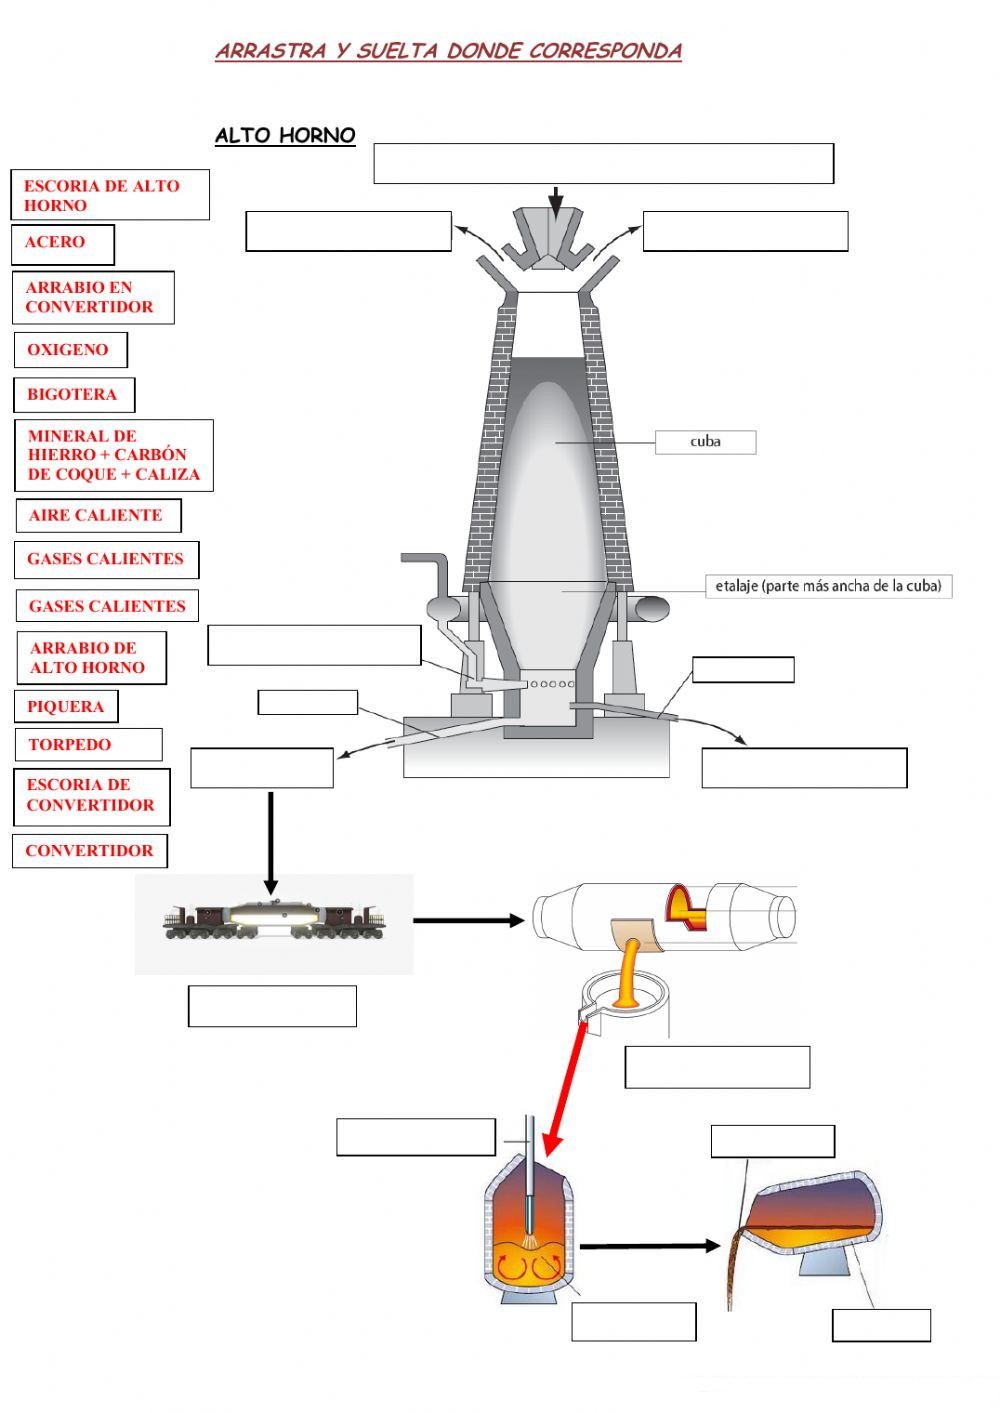 ARRASTRA Y SUELTA DONDE CORRESPONDA
ALTO HORNO
ESCORIA DE ALTO
HORNO
ACERO
ARRABIO EN
CONVERTIDOR
OXIGENO
BIGOTERA
MINERAL DE
HIERRO + CARBÓN
DE COQUE + CALIZA
AIRE CALIENTE
GASES CALIENTES
GASES CALIENTES
ARRABIO DE
ALTO HORNO
PIQUERA
TORPEDO
ESCORIA DE
CONVERTIDOR
CONVERTIDOR
cuba
etalaje (parte más ancha de la cuba)